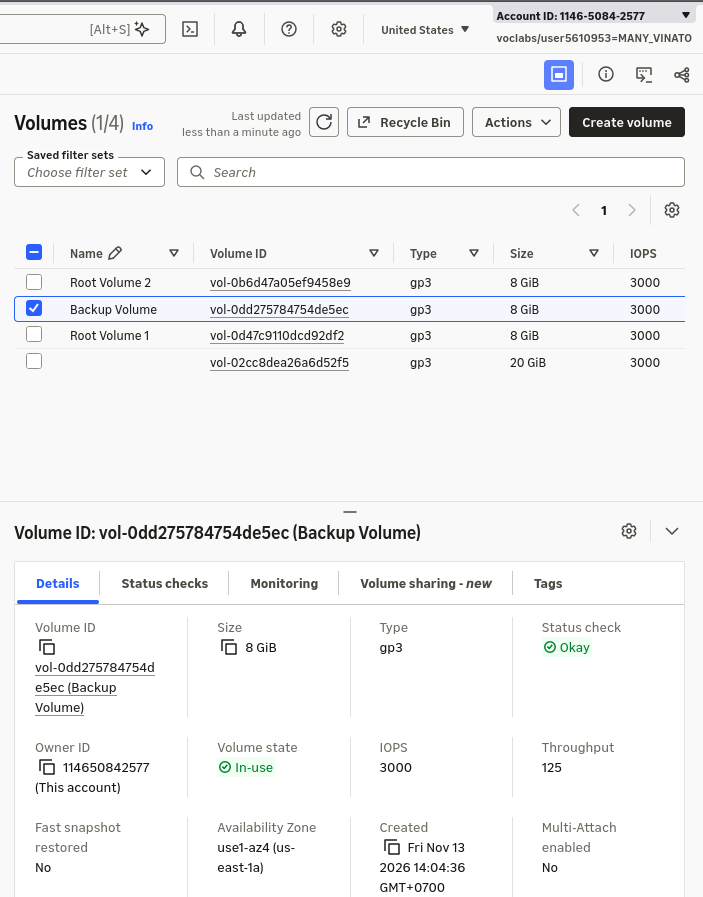 [Alt+S]
United States
Account ID: 1146-5084-2577
voclabs/user5610953=MANY_VINATO
Volumes (1/4) Info
Last updated
less than a minute ago
Recycle Bin
Actions
Create volume
Saved filter sets
Choose filter set
Search
1
Name Volume ID Type Size IOPS
Root Volume 2 vol-0b6d47a05ef9458e9 gp3 8 GiB 3000
Backup Volume vol-0dd275784754de5ec gp3 8 GiB 3000
Root Volume 1 vol-0d47c9110dcd92df2 gp3 8 GiB 3000
vol-02cc8dea26a6d52f5 gp3 20 GiB 3000
Volume ID: vol-0dd275784754de5ec (Backup Volume)
Details Status checks Monitoring Volume sharing - new Tags
Volume ID
vol-0dd275784754d
e5ec (Backup
Volume)
Size
8 GiB
Type
gp3
Status check
Okay
Owner ID
114650842577
(This account)
Volume state
In-use
IOPS
3000
Throughput
125
Fast snapshot
restored
No
Availability Zone
use1-az4 (us-
east-1a)
Created
Fri Nov 13
2026 14:04:36
GMT+0700
Multi-Attach
enabled
No